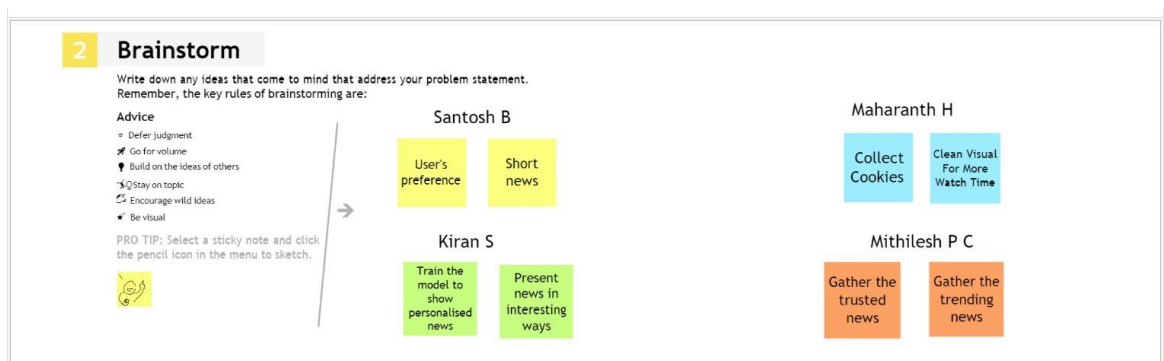 2 Brainstorm
Write down any ideas that come to mind that address your problem statement.
Remember, the key rules of brainstorming are:
Advice
Defer judgment
Go for volume
Build on the ideas of others
Stay on topic
Encourage wild ideas
Be visual
PRO TIP: Select a sticky note and click
the pencil icon in the menu to sketch.
Santosh B
User's
preference
Short
news
Kiran S
Train the
model to
show
personalised
news
Present
news in
interesting
ways
Maharanth H
Collect
Cookies
Clean Visual
For More
Watch Time
Mithilesh P C
Gather the
trusted
news
Gather the
trending
news